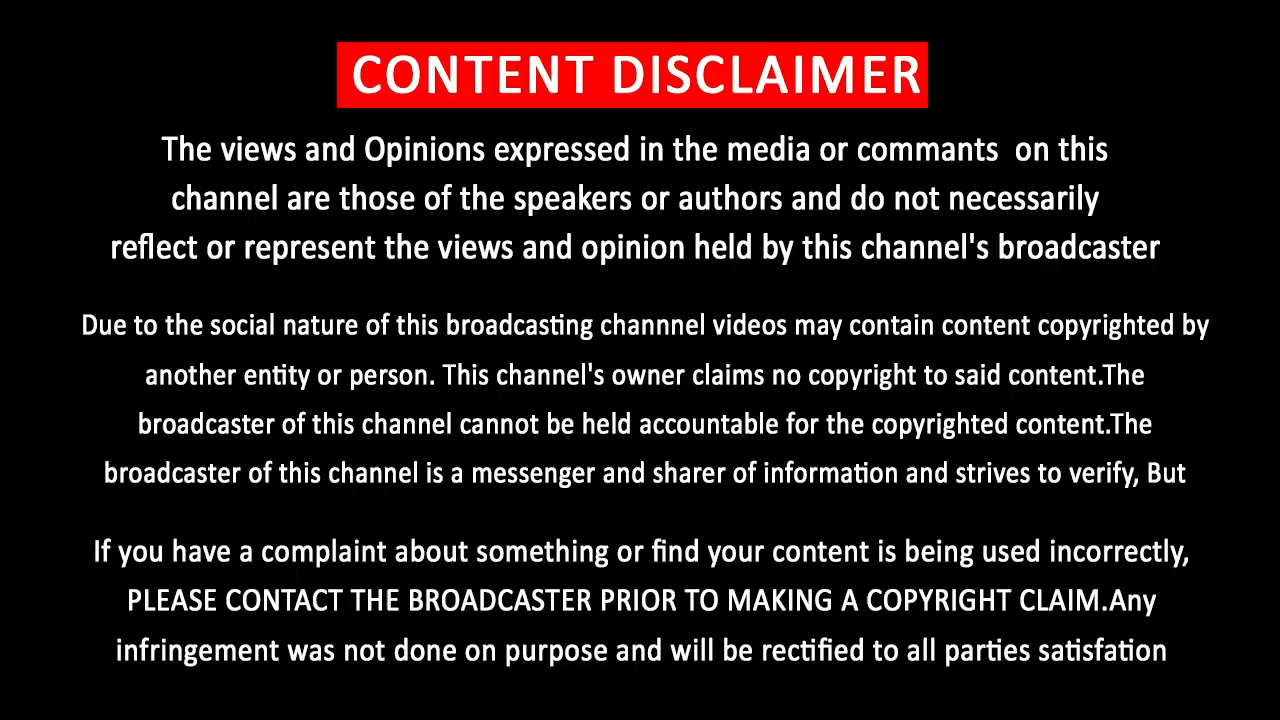 CONTENT DISCLAIMER
The views and Opinions expressed in the media or commants on this
channel are those of the speakers or authors and do not necessarily
reflect or represent the views and opinion held by this channel's broadcaster
Due to the social nature of this broadcasting channnel videos may contain content copyrighted by
another entity or person. This channel's owner claims no copyright to said content.The
broadcaster of this channel cannot be held accountable for the copyrighted content.The
broadcaster of this channel is a messenger and sharer of information and strives to verify, But
If you have a complaint about something or find your content is being used incorrectly,
PLEASE CONTACT THE BROADCASTER PRIOR TO MAKING A COPYRIGHT CLAIM.Any
infringement was not done on purpose and will be rectified to all parties satisfation